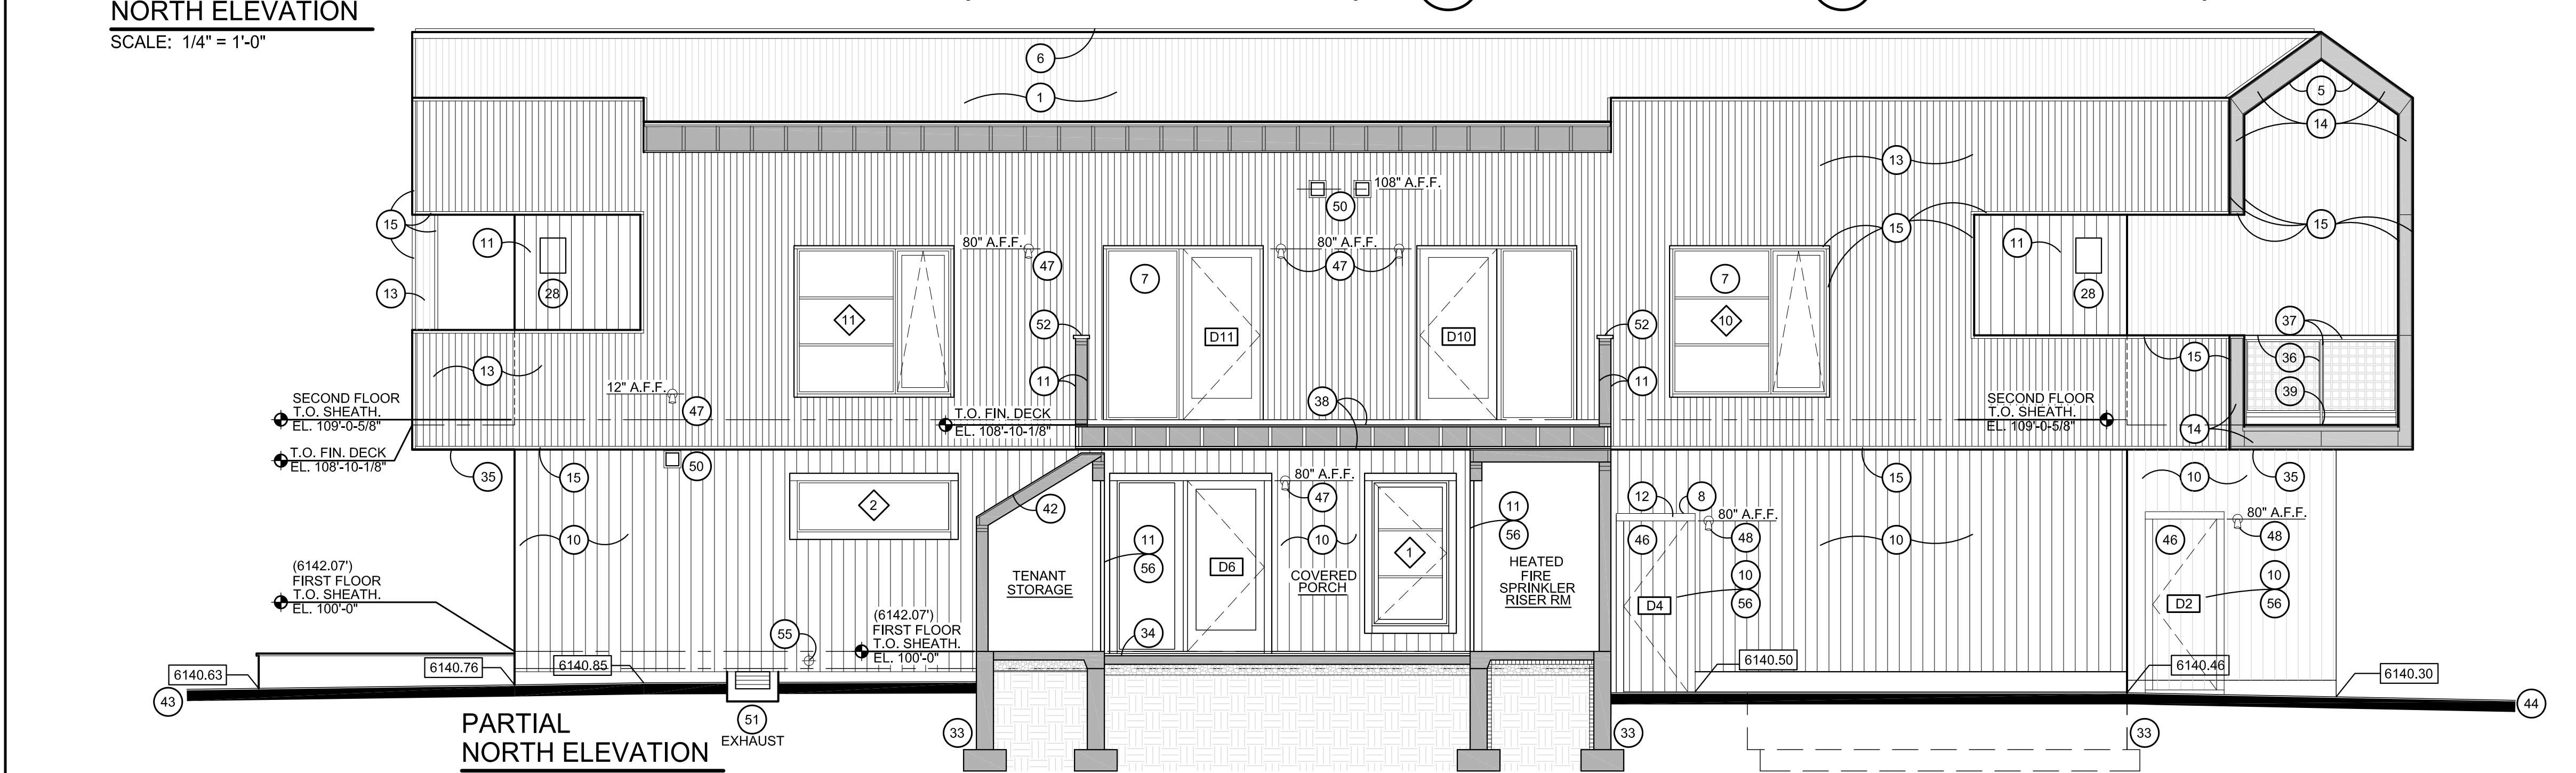 NORTH ELEVATION
SCALE: 1/4" = 1'-0"
6
1
5
14
13
108" A.F.F.
50
15
15
15
11
28
80" A.F.F.
47
80" A.F.F.
47
11
28
13
7
7
11
10
D11
D10
52
52
37
36
39
13
11
11
15
12" A.F.F.
47
38
14
SECOND FLOOR
T.O. SHEATH.
EL. 109'-0-5/8"
T.O. FIN. DECK
EL. 108'-10-1/8"
T.O. FIN. DECK
EL. 108'-10-1/8"
SECOND FLOOR
T.O. SHEATH.
EL. 109'-0-5/8"
35
15
50
2
42
80" A.F.F.
47
11
56
15
10
35
10
11
56
10
1
12
8
80" A.F.F.
46
48
10
80" A.F.F.
46
48
TENANT
STORAGE
D6
COVERED
PORCH
HEATED
FIRE
SPRINKLER
RISER RM
D4
10
56
D2
10
56
(6142.07')
FIRST FLOOR
T.O. SHEATH.
EL. 100'-0"
55
(6142.07')
FIRST FLOOR
T.O. SHEATH.
EL. 100'-0"
34
6140.63
6140.76
6140.85
6140.50
6140.46
6140.30
43
44
51
EXHAUST
33
33
33
PARTIAL
NORTH ELEVATION